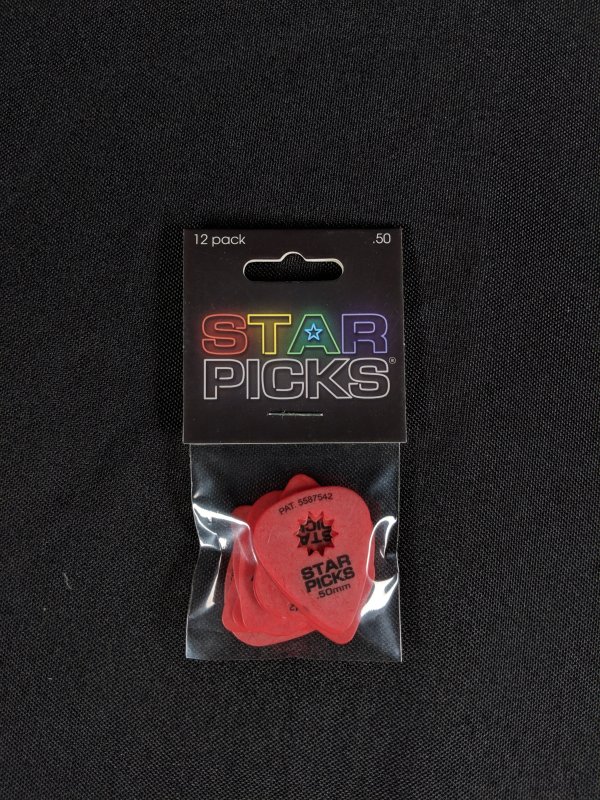 12 pack .50
STAR
PICKS®
PAT. 5587542
STAR
PICKS
.50mm